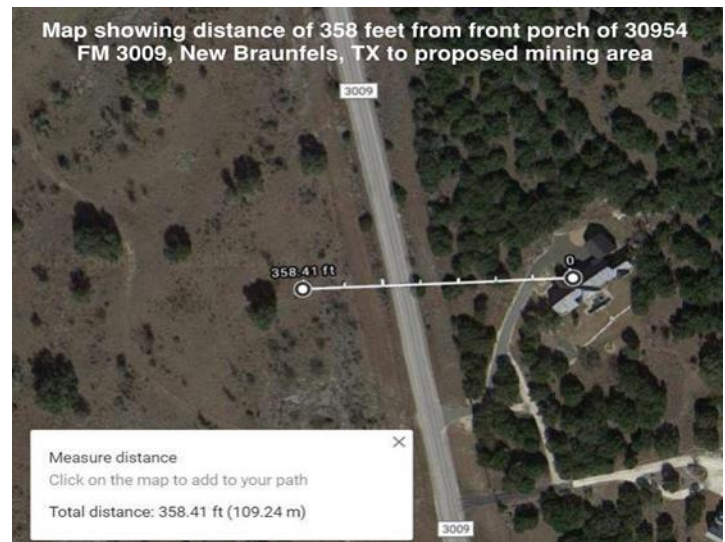 Map showing distance of 358 feet from front porch of 30954
FM 3009, New Braunfels, TX to proposed mining area
3009
0
358.41 ft
Measure distance
Click on the map to add to your path
Total distance: 358.41 ft (109.24 m)
3009